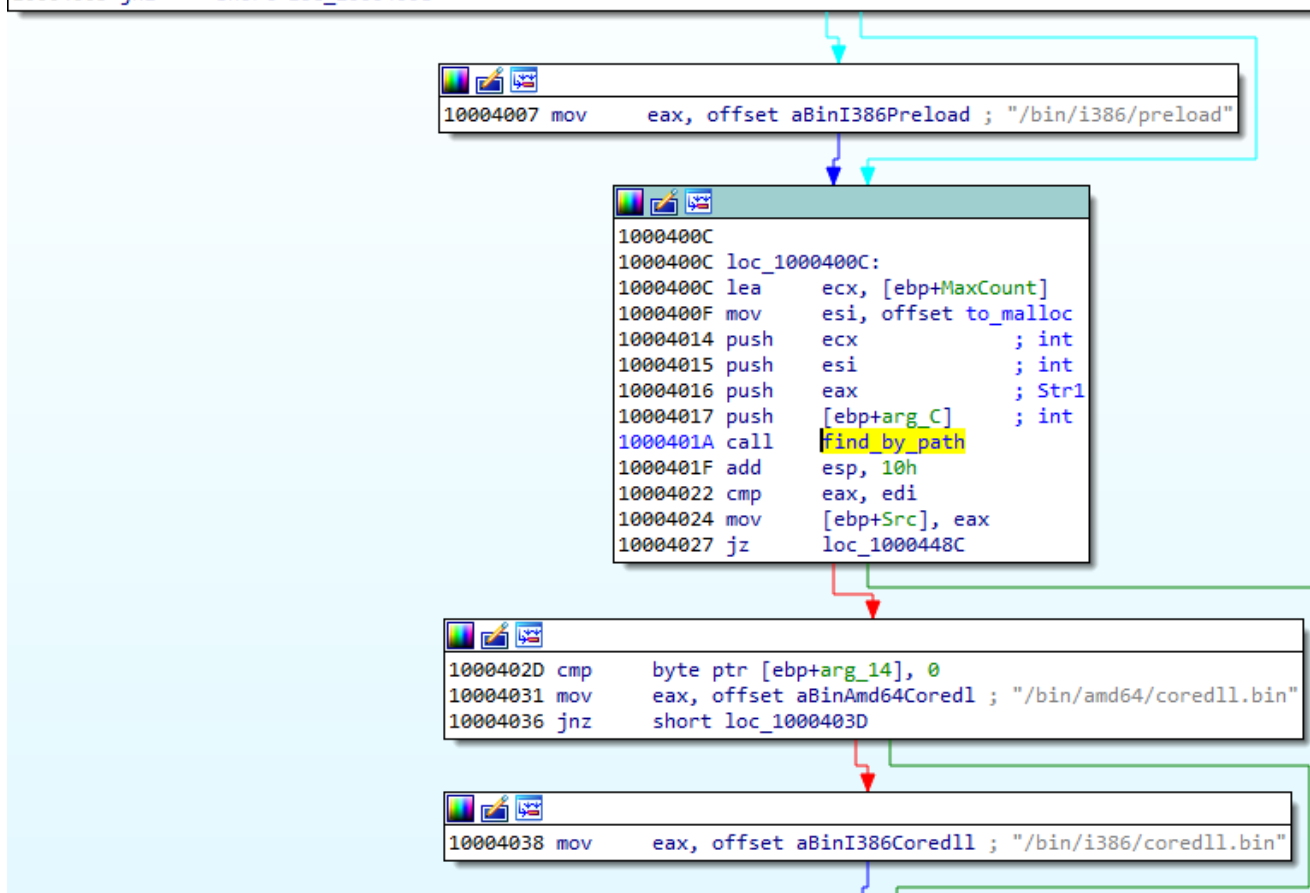 10004007 mov eax, offset aBinI386Preload ; "/bin/i386/preload"
1000400C
1000400C loc_1000400C:
1000400C lea ecx, [ebp+MaxCount]
1000400F mov esi, offset to_malloc
10004014 push ecx ; int
10004015 push esi ; int
10004016 push eax ; Str1
10004017 push [ebp+arg_C] ; int
1000401A call find_by_path
1000401F add esp, 10h
10004022 cmp eax, edi
10004024 mov [ebp+Src], eax
10004027 jz loc_1000448C
1000402D cmp byte ptr [ebp+arg_14], 0
10004031 mov eax, offset aBinAmd64Coredl ; "/bin/amd64/coredll.bin"
10004036 jnz short loc_1000403D
10004038 mov eax, offset aBinI386Coredll ; "/bin/i386/coredll.bin"